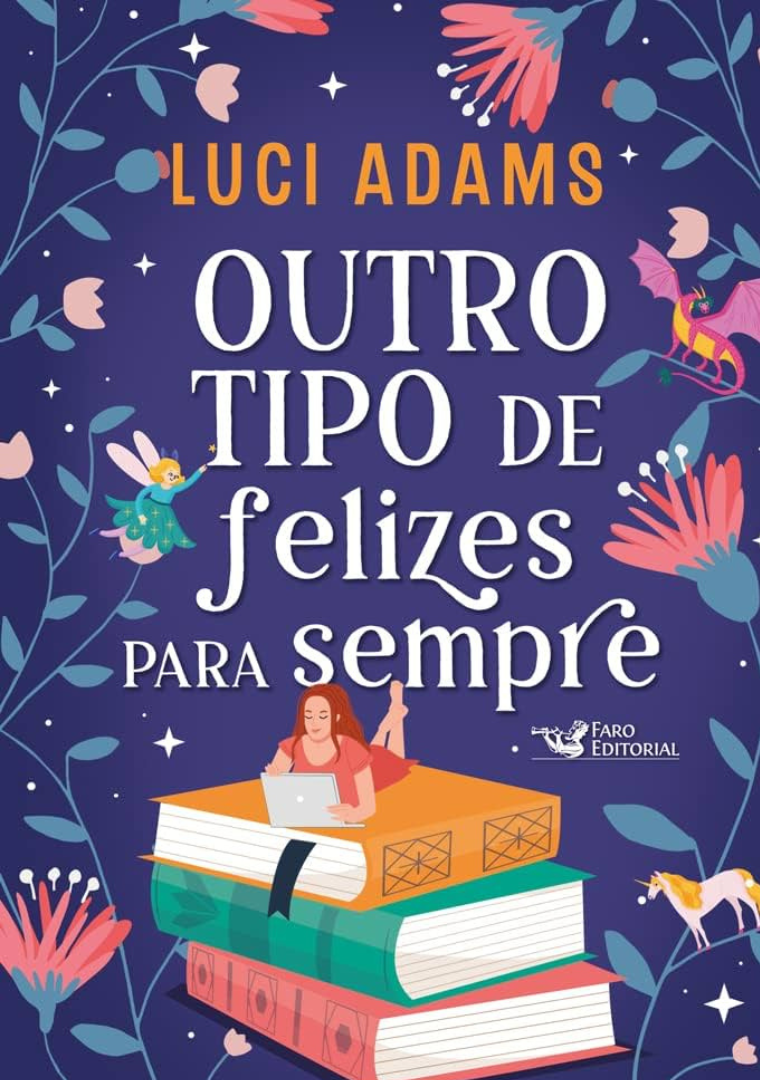 LUCI ADAMS
OUTRO
TIPO DE
felizes
PARA sempre
FARO
EDITORIAL